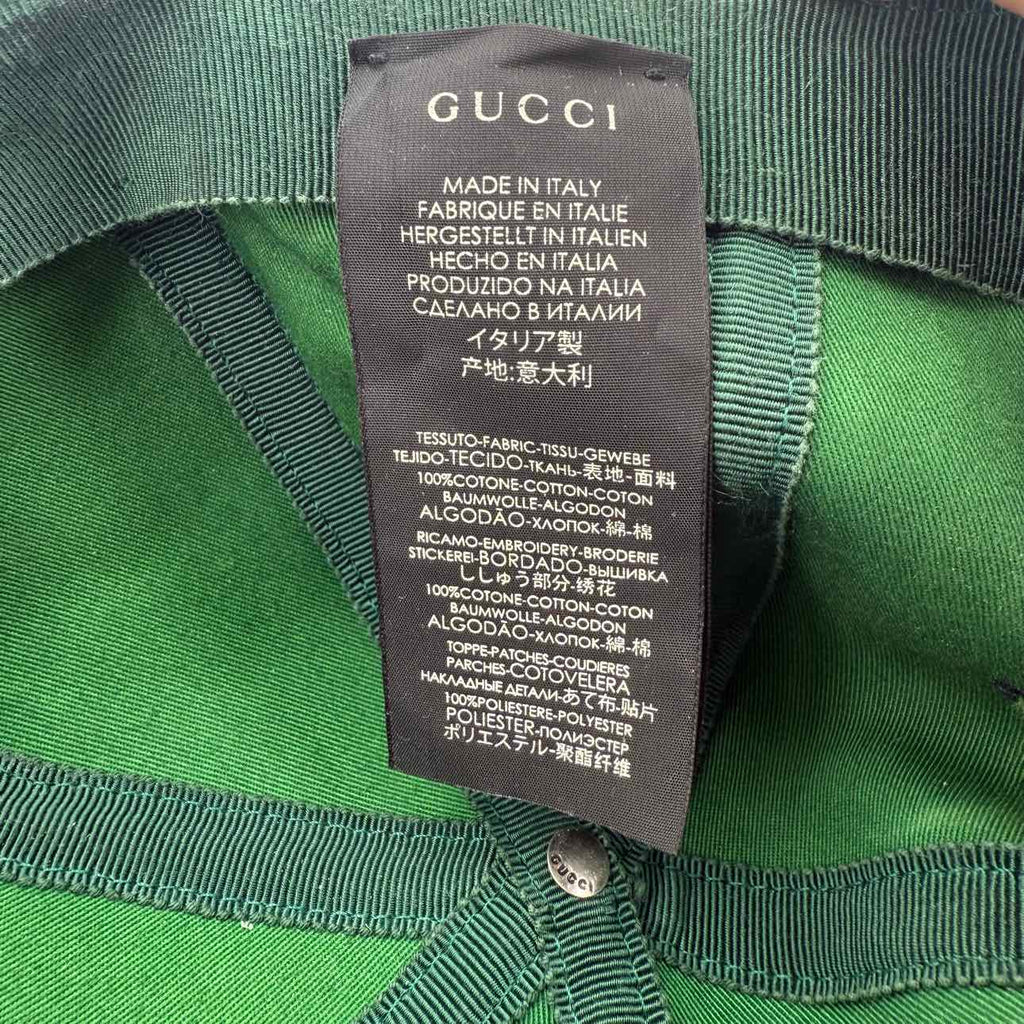 GUCCI
MADE IN ITALY
FABRIQUE EN ITALIE
HERGESTELLT IN ITALIEN
HECHO EN ITALIA
PRODUZIDO NA ITALIA
СДЕЛАНО В ИТАЛИИ
イタリア製
产地:意大利
TESSUTO-FABRIC-TISSU-GEWEBE
TEJIDO-TECIDO-ТКАНЬ-表地-面料
100%COTONE-COTTON-COTON
BAUMWOLLE-ALGODON
ALGODÃO-ХЛОПОК-綿-棉
RICAMO-EMBROIDERY-BRODERIE
STICKEREI-BORDADO-ВЫШИВКА
ししゅう部分-绣花
100%COTONE-COTTON-COTON
BAUMWOLLE-ALGODON
ALGODÃO-ХЛОПОК-綿-棉
TOPPE-PATCHES-COUDIERES
PARCHES-COTOVELERA
НАКЛАДНЫЕ ДЕТАЛИ-あて布-贴片
100%POLIESTERE-POLYESTER
POLIESTER-ПОЛИЭСТЕР
ポリエステル-聚酯纤维
GUCCI